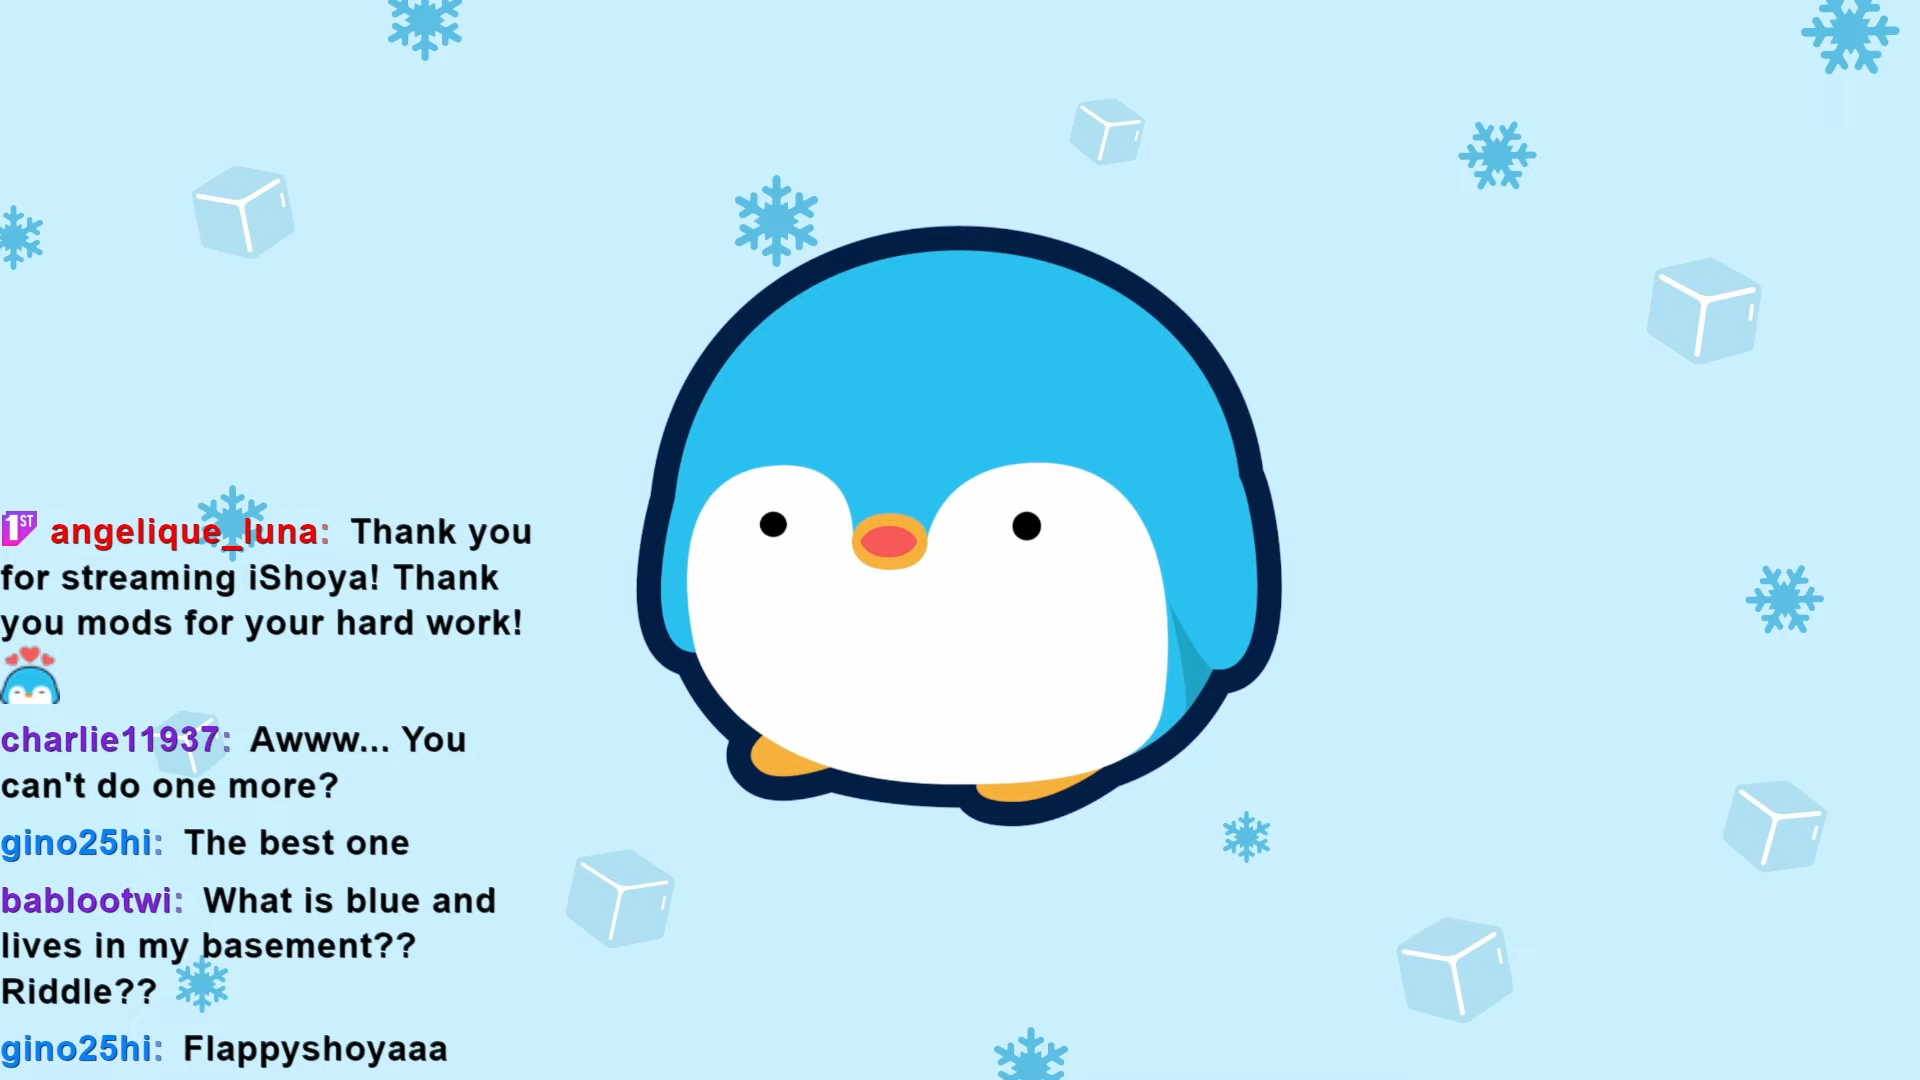 1ST angelique_luna: Thank you
for streaming iShoya! Thank
you mods for your hard work!
charlie11937: Awww... You
can't do one more?
gino25hi: The best one
bablootwi: What is blue and
lives in my basement??
Riddle??
gino25hi: Flappyshoyaaa